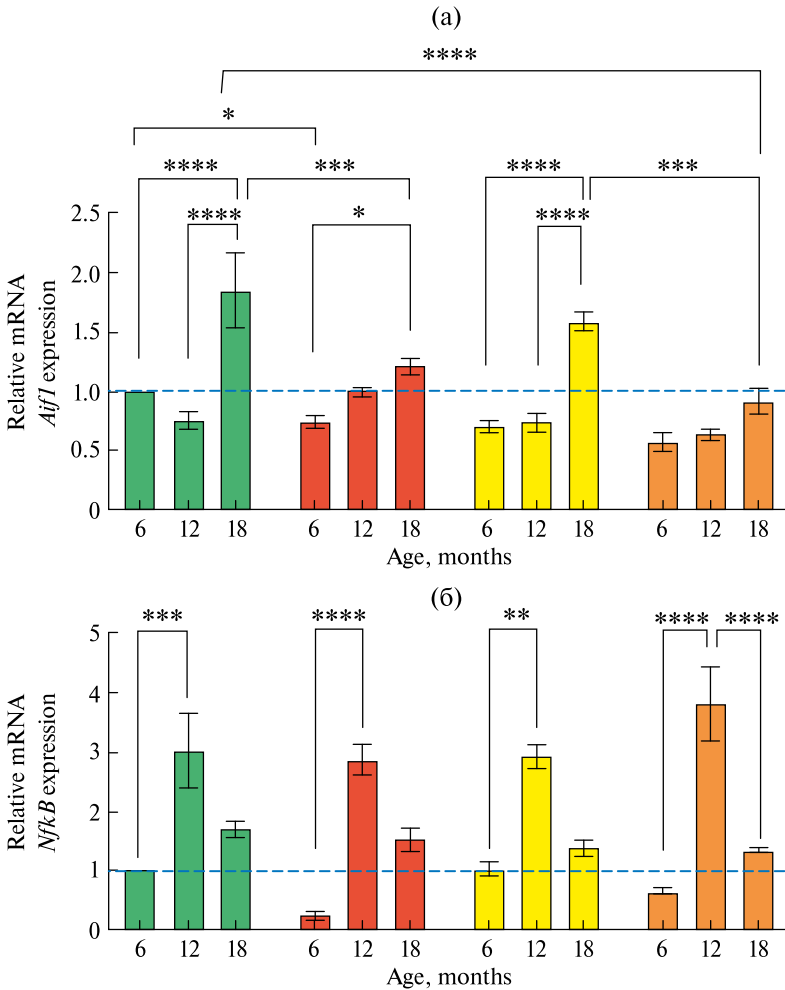 (а)
****
*
**** *** **** ***
**** * ****
2.5
2.0
1.5
1.0
0.5
0
Relative mRNA
Aif1 expression
6 12 18 6 12 18 6 12 18 6 12 18
Age, months
(б)
*** **** ** **** ****
5
4
3
2
1
0
Relative mRNA
NfkB expression
6 12 18 6 12 18 6 12 18 6 12 18
Age, months